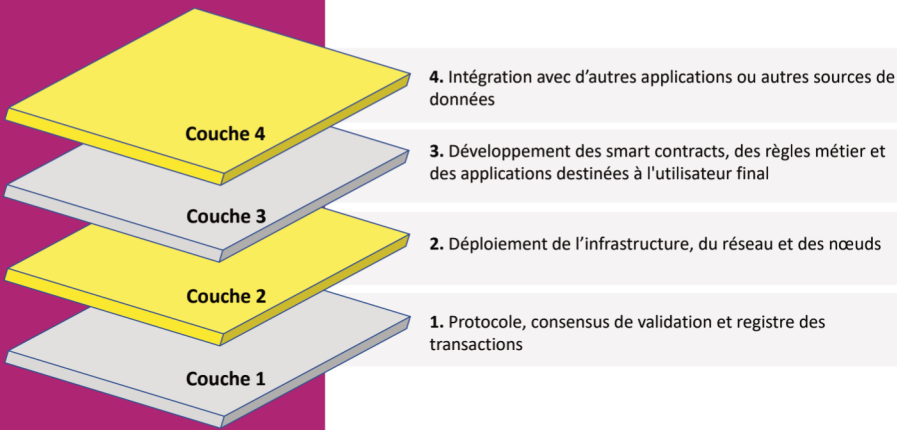 Couche 4
4. Intégration avec d'autres applications ou autres sources de
données
Couche 3
3. Développement des smart contracts, des règles métier et
des applications destinées à l'utilisateur final
Couche 2
2. Déploiement de l’infrastructure, du réseau et des nœuds
Couche 1
1. Protocole, consensus de validation et registre des
transactions